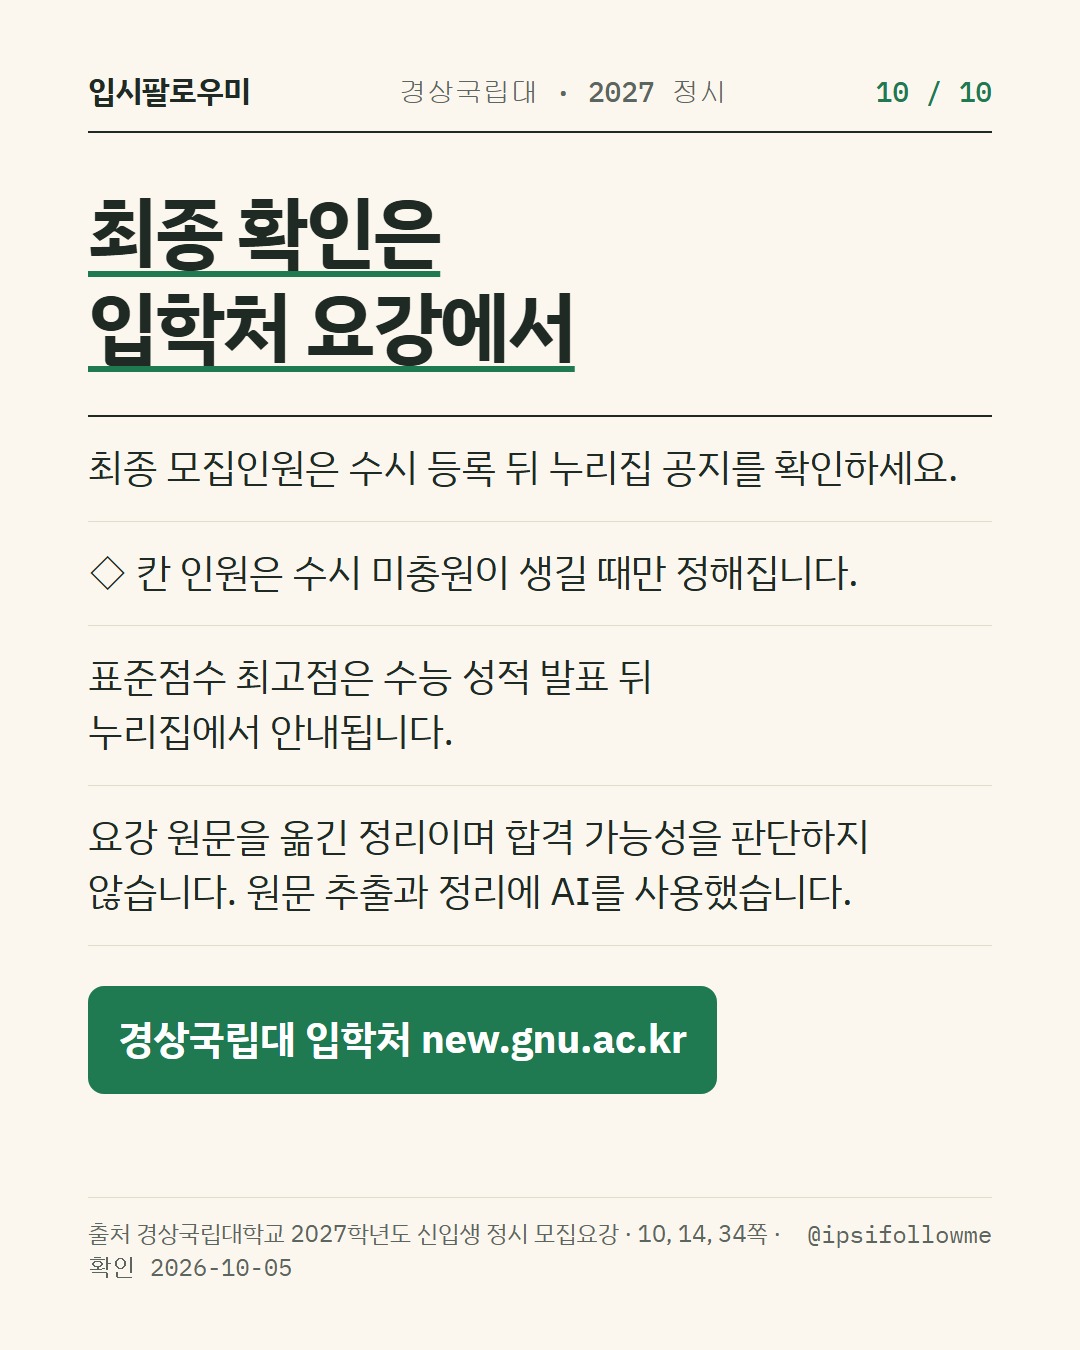 입시팔로우미
경상국립대 · 2027 정시
10 / 10
최종 확인은
입학처 요강에서
최종 모집인원은 수시 등록 뒤 누리집 공지를 확인하세요.
◇ 칸 인원은 수시 미충원이 생길 때만 정해집니다.
표준점수 최고점은 수능 성적 발표 뒤
누리집에서 안내됩니다.
요강 원문을 옮긴 정리이며 합격 가능성을 판단하지
않습니다. 원문 추출과 정리에 AI를 사용했습니다.
경상국립대 입학처 new.gnu.ac.kr
출처 경상국립대학교 2027학년도 신입생 정시 모집요강 · 10, 14, 34쪽 ·
확인 2026-10-05
@ipsifollowme